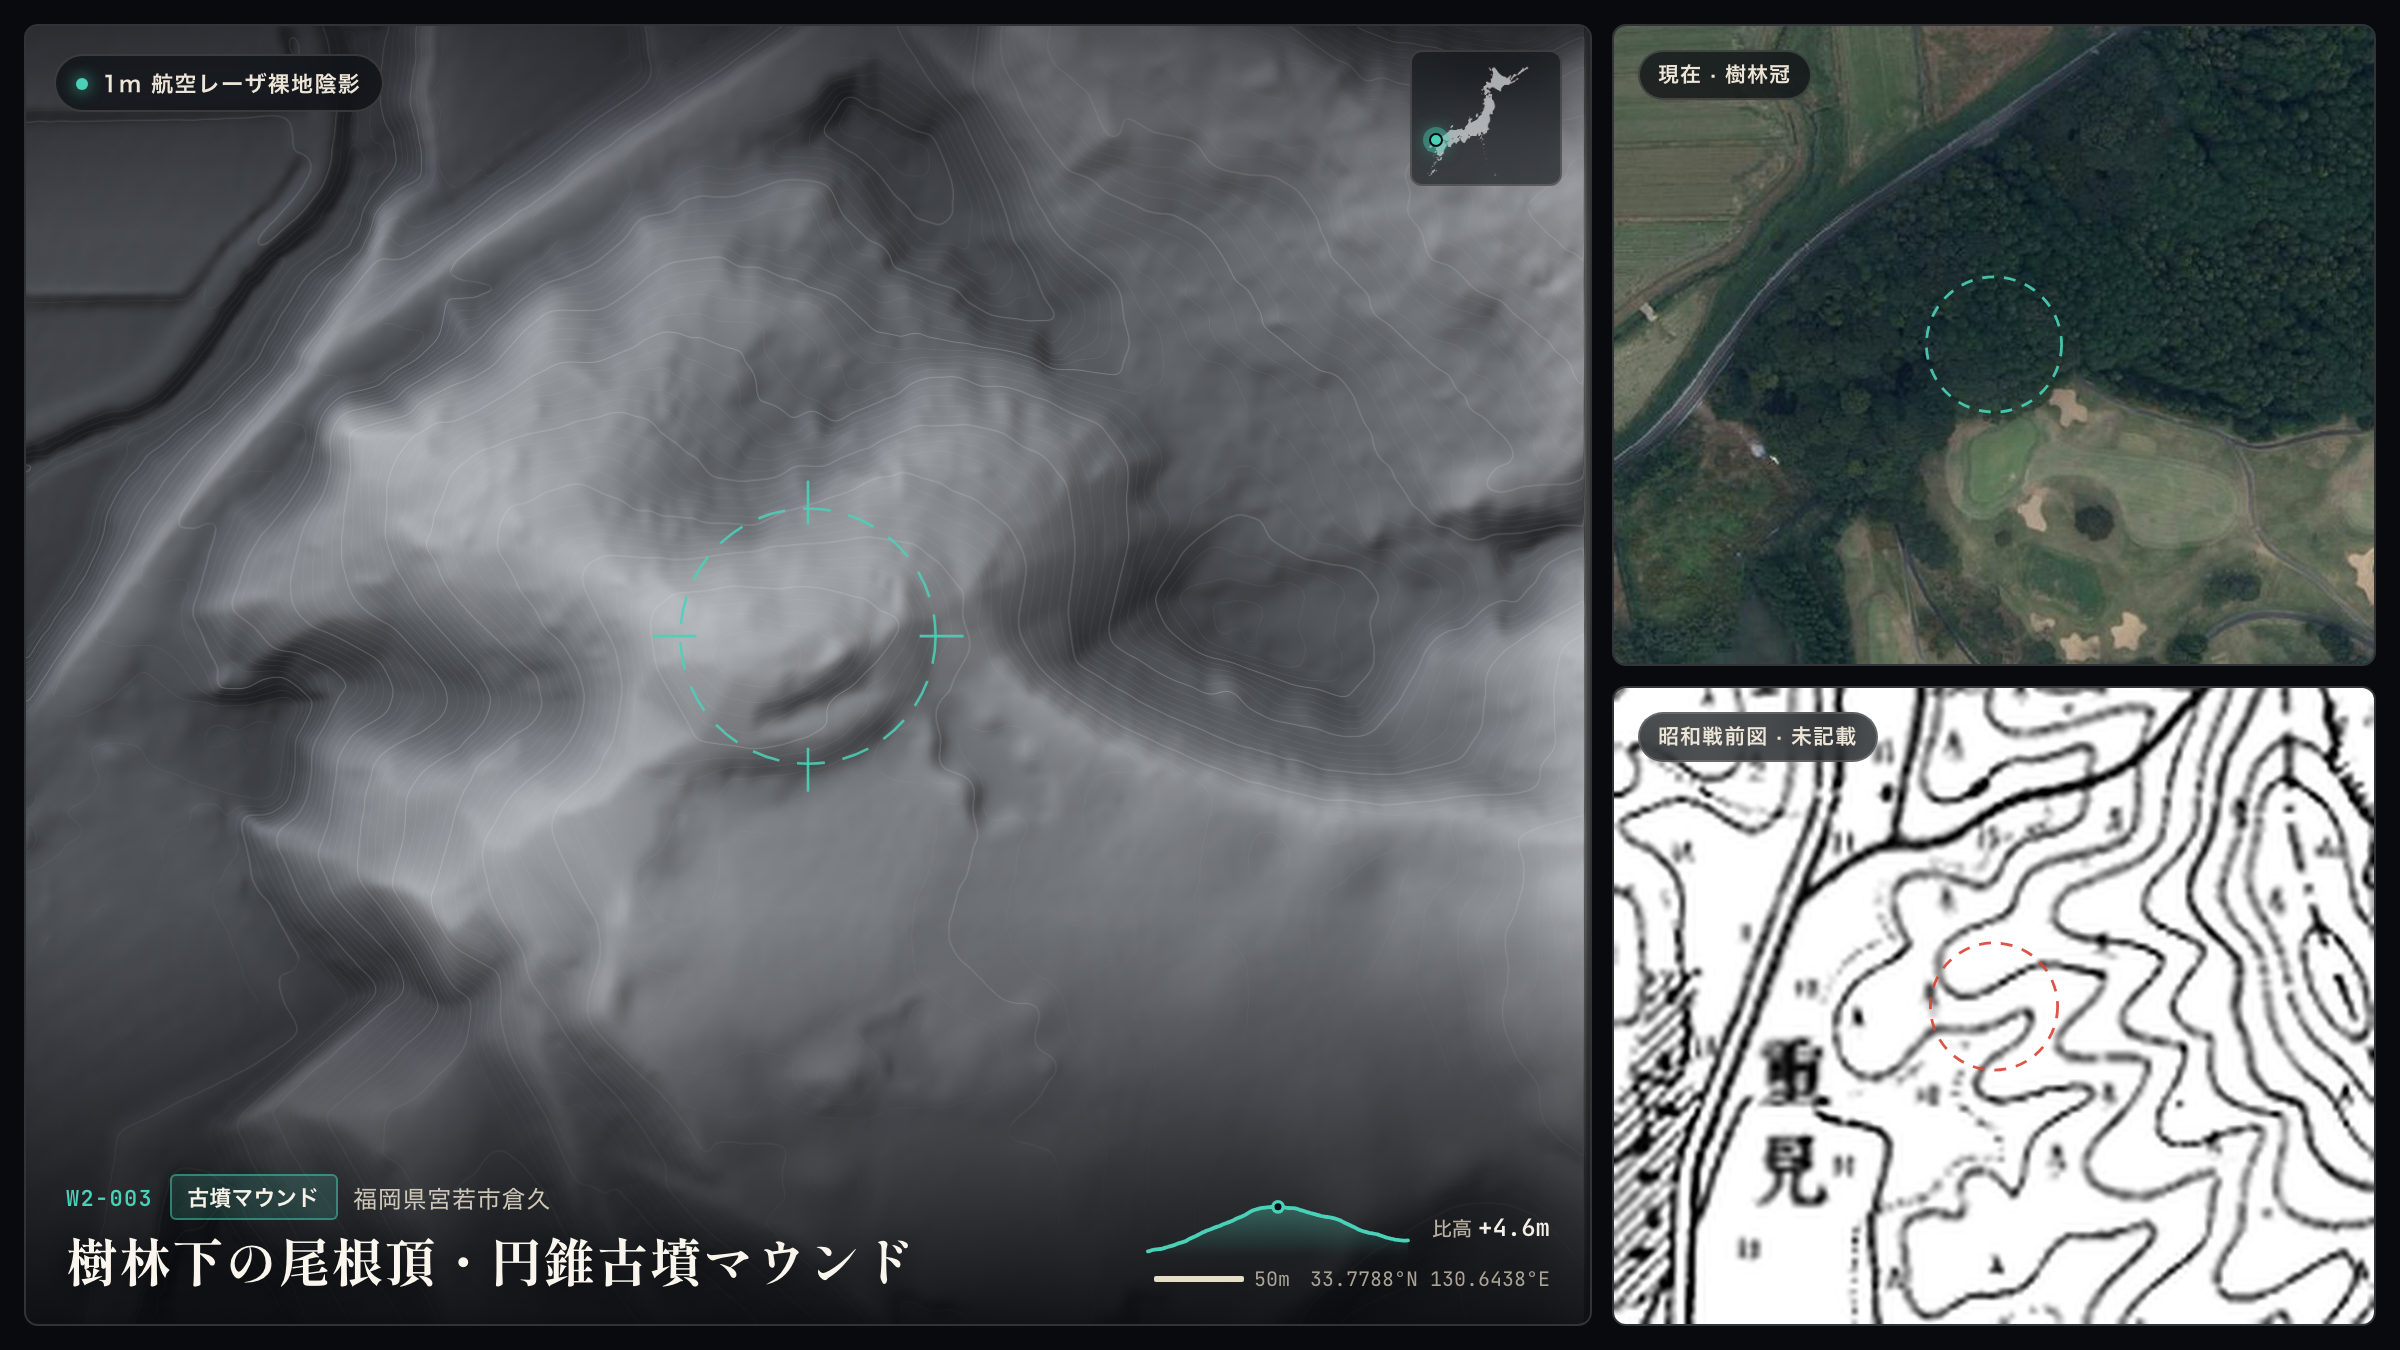 1m 航空レーザ裸地陰影
W2-003 古墳マウンド 福岡県宮若市倉久
樹林下の尾根頂・円錐古墳マウンド
比高 +4.6m
50m 33.7788°N 130.6438°E
現在 · 樹林冠
昭和戦前図 · 未記載
重見